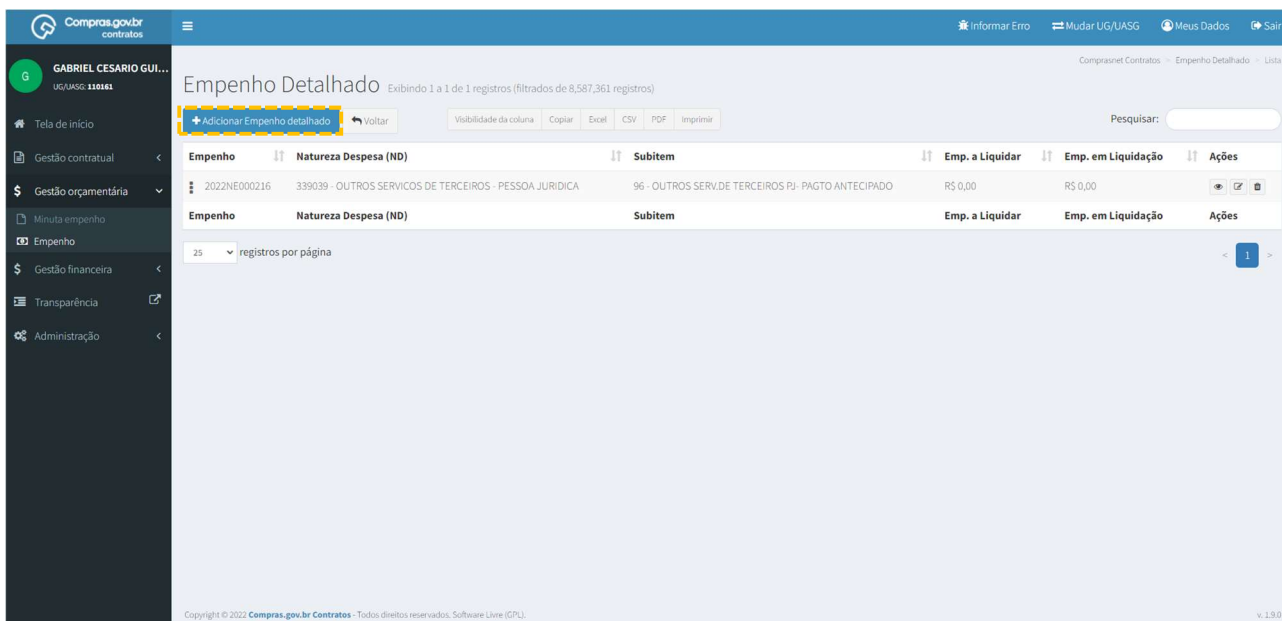 Compras.gov.br
contratos
Informar Erro
Mudar UG/UASG
Meus Dados
Sair
G
GABRIEL CESARIO GUI...
UG/UASG: 110161
Tela de início
Gestão contratual
Gestão orçamentária
Minuta empenho
Empenho
Gestão financeira
Transparência
Administração
Comprasnet Contratos > Empenho Detalhado > Lista
Empenho Detalhado Exibindo 1 a 1 de 1 registros (filtrados de 8,587,361 registros)
+ Adicionar Empenho detalhado Voltar Visibilidade da coluna Copiar Excel CSV PDF Imprimir Pesquisar:
Empenho Natureza Despesa (ND) Subitem Emp. a Liquidar Emp. em Liquidação Ações
2022NE000216 339039 - OUTROS SERVICOS DE TERCEIROS - PESSOA JURIDICA 96 - OUTROS SERV.DE TERCEIROS PJ- PAGTO ANTECIPADO R$ 0,00 R$ 0,00
Empenho Natureza Despesa (ND) Subitem Emp. a Liquidar Emp. em Liquidação Ações
25 registros por página < 1 >
Copyright © 2022 Compras.gov.br Contratos - Todos direitos reservados. Software Livre (GPL). v. 1.9.0